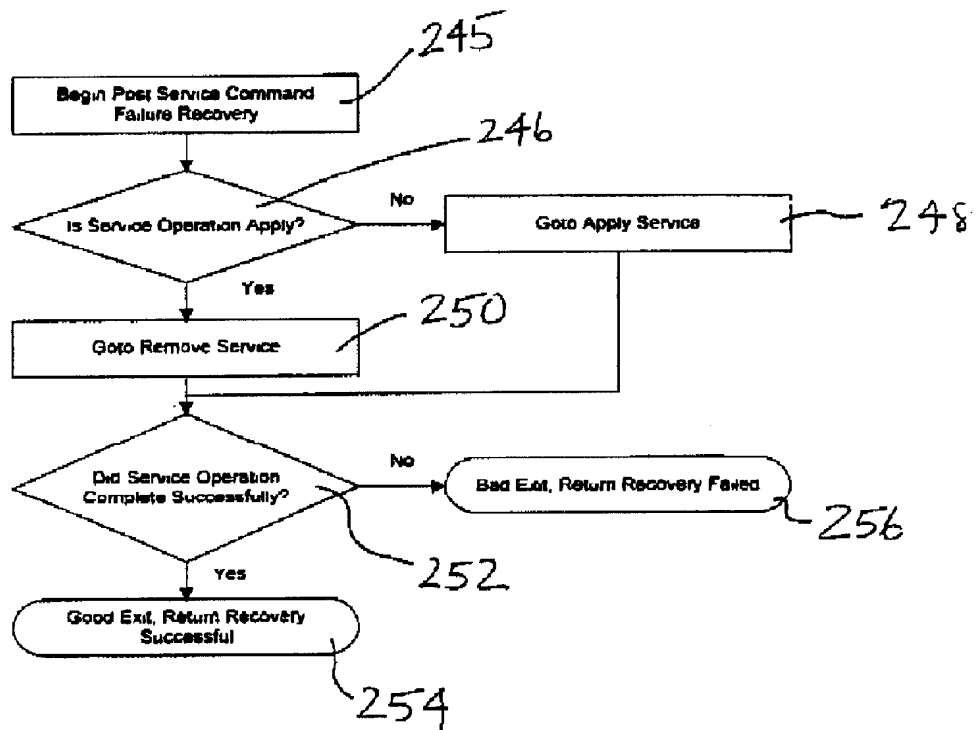 245
Begin Post Service Command
Failure Recovery
246
Is Service Operation Apply?
No
Goto Apply Service
248
Yes
Goto Remove Service
250
Did Service Operation
Complete Successfully?
No
Bad Exit, Return Recovery Failed
256
252
Yes
Good Exit, Return Recovery
Successful
254